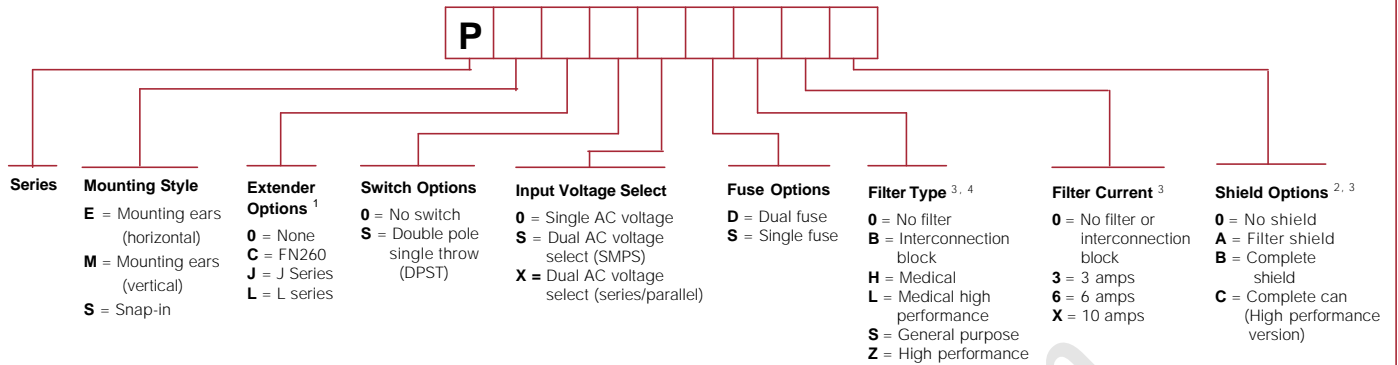 P
Series
Mounting Style
E = Mounting ears
(horizontal)
M = Mounting ears
(vertical)
S = Snap-in
Extender
Options 1
0 = None
C = FN260
J = J Series
L = L series
Switch Options
0 = No switch
S = Double pole
single throw
(DPST)
Input Voltage Select
0 = Single AC voltage
S = Dual AC voltage
select (SMPS)
X = Dual AC voltage
select (series/parallel)
Fuse Options
D = Dual fuse
S = Single fuse
Filter Type 3, 4
0 = No filter
B = Interconnection
block
H = Medical
L = Medical high
performance
S = General purpose
Z = High performance
Filter Current 3
0 = No filter or
interconnection
block
3 = 3 amps
6 = 6 amps
X = 10 amps
Shield Options 2, 3
0 = No shield
A = Filter shield
B = Complete
shield
C = Complete can
(High performance
version)